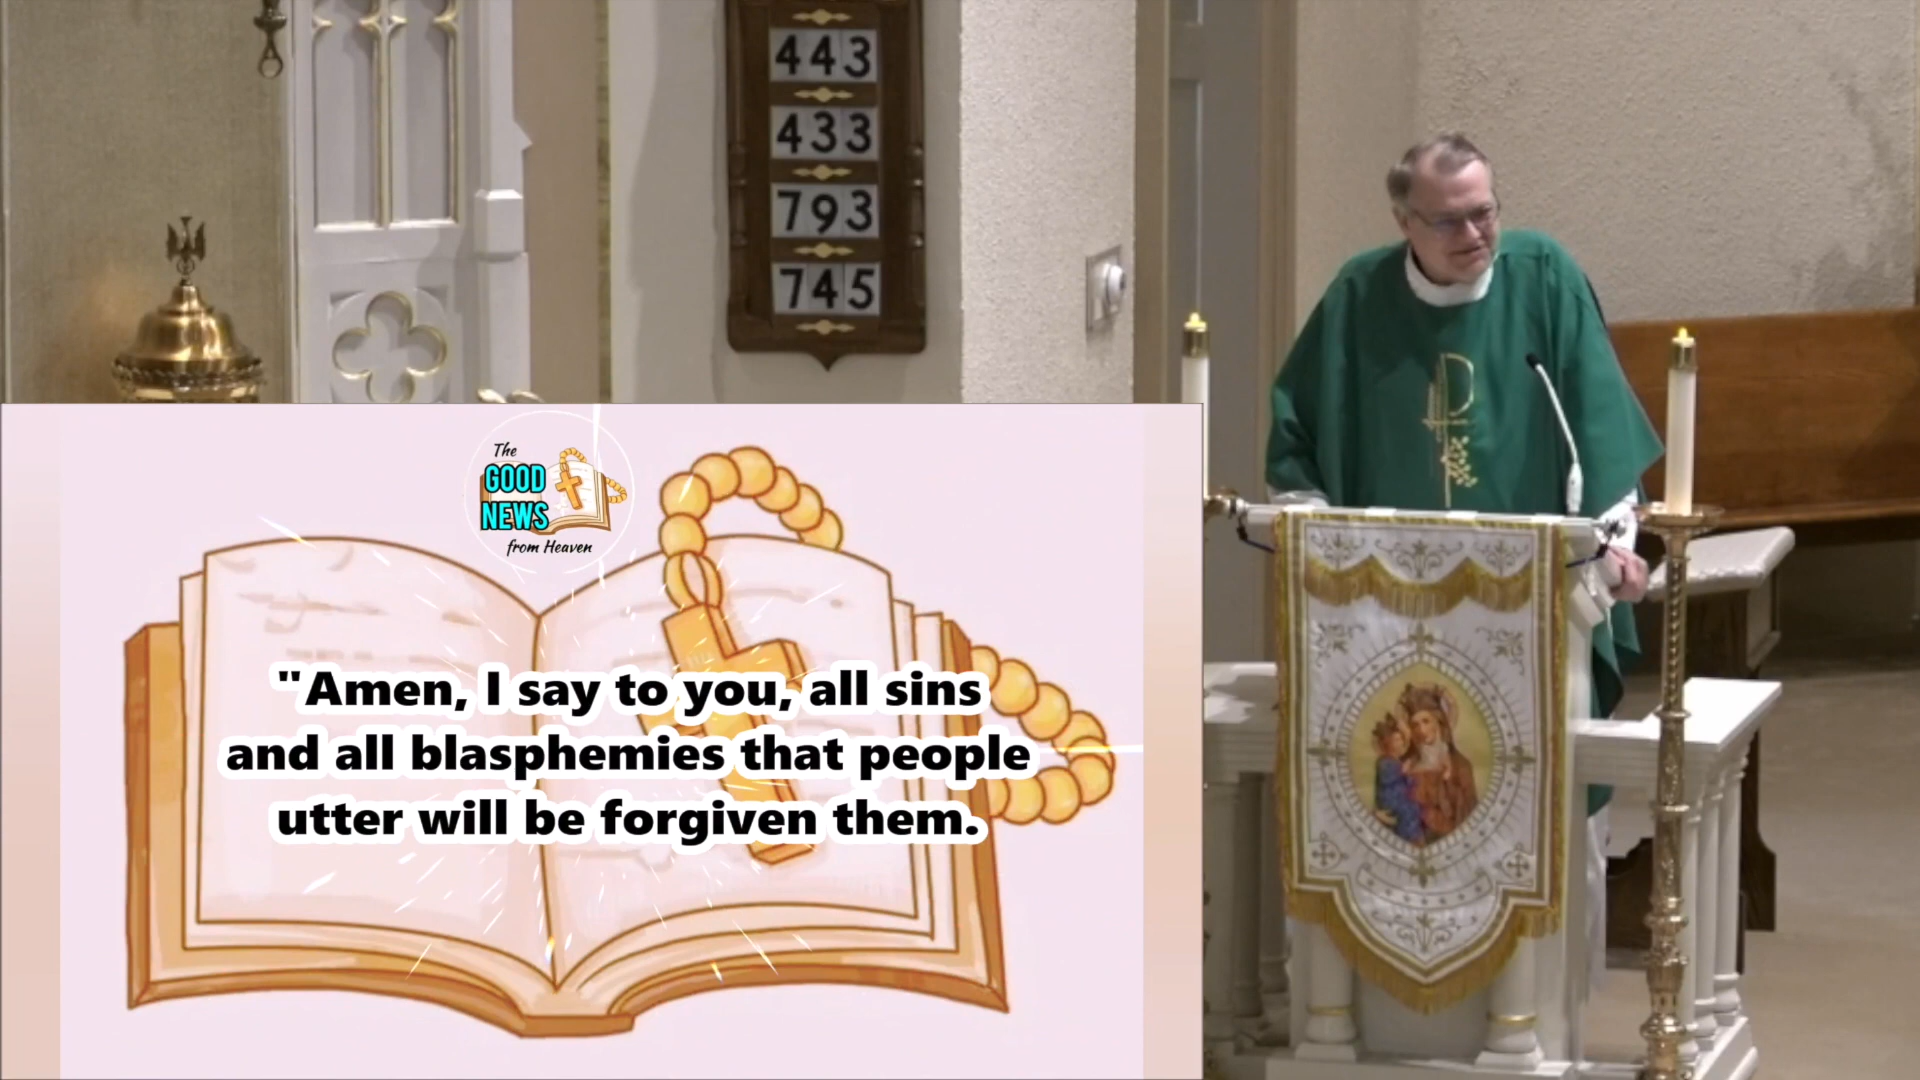 443
433
793
745
The
GOOD
NEWS
from Heaven
"Amen, I say to you, all sins
and all blasphemies that people
utter will be forgiven them.